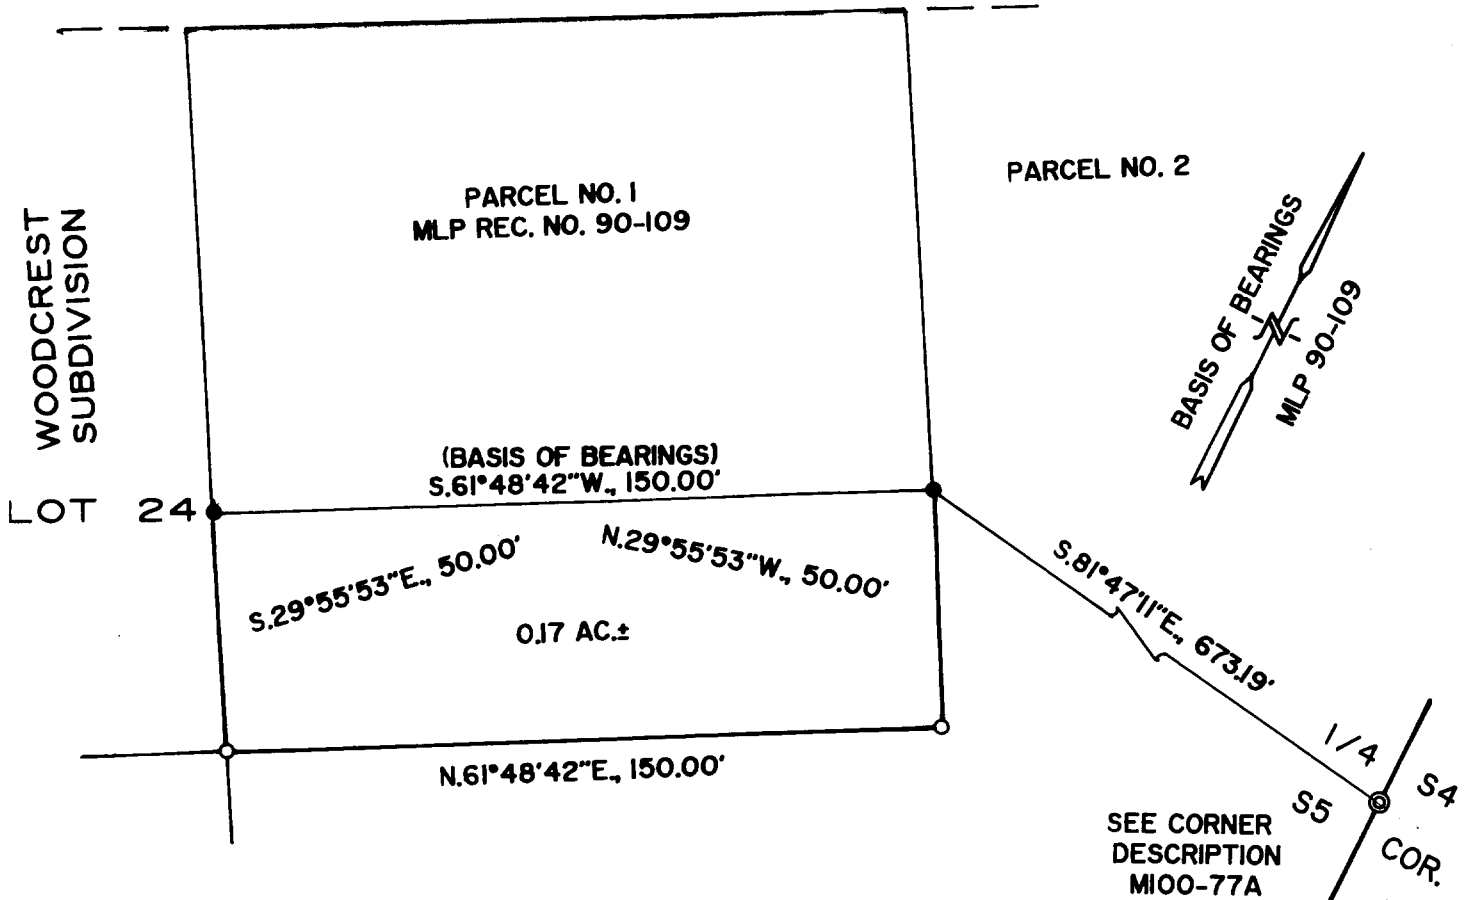 PARCEL NO. 1
MLP REC. NO. 90-109
PARCEL NO. 2
WOODCREST
SUBDIVISION
LOT 24
BASIS OF BEARINGS
N
MLP 90-109
(BASIS OF BEARINGS)
S.61°48'42"W., 150.00'
S.29°55'53"E., 50.00'
N.29°55'53"W., 50.00'
0.17 AC.±
N.61°48'42"E., 150.00'
S.81°47'11"E., 673.19'
1/4
S5 S4
COR.
SEE CORNER
DESCRIPTION
M100-77A